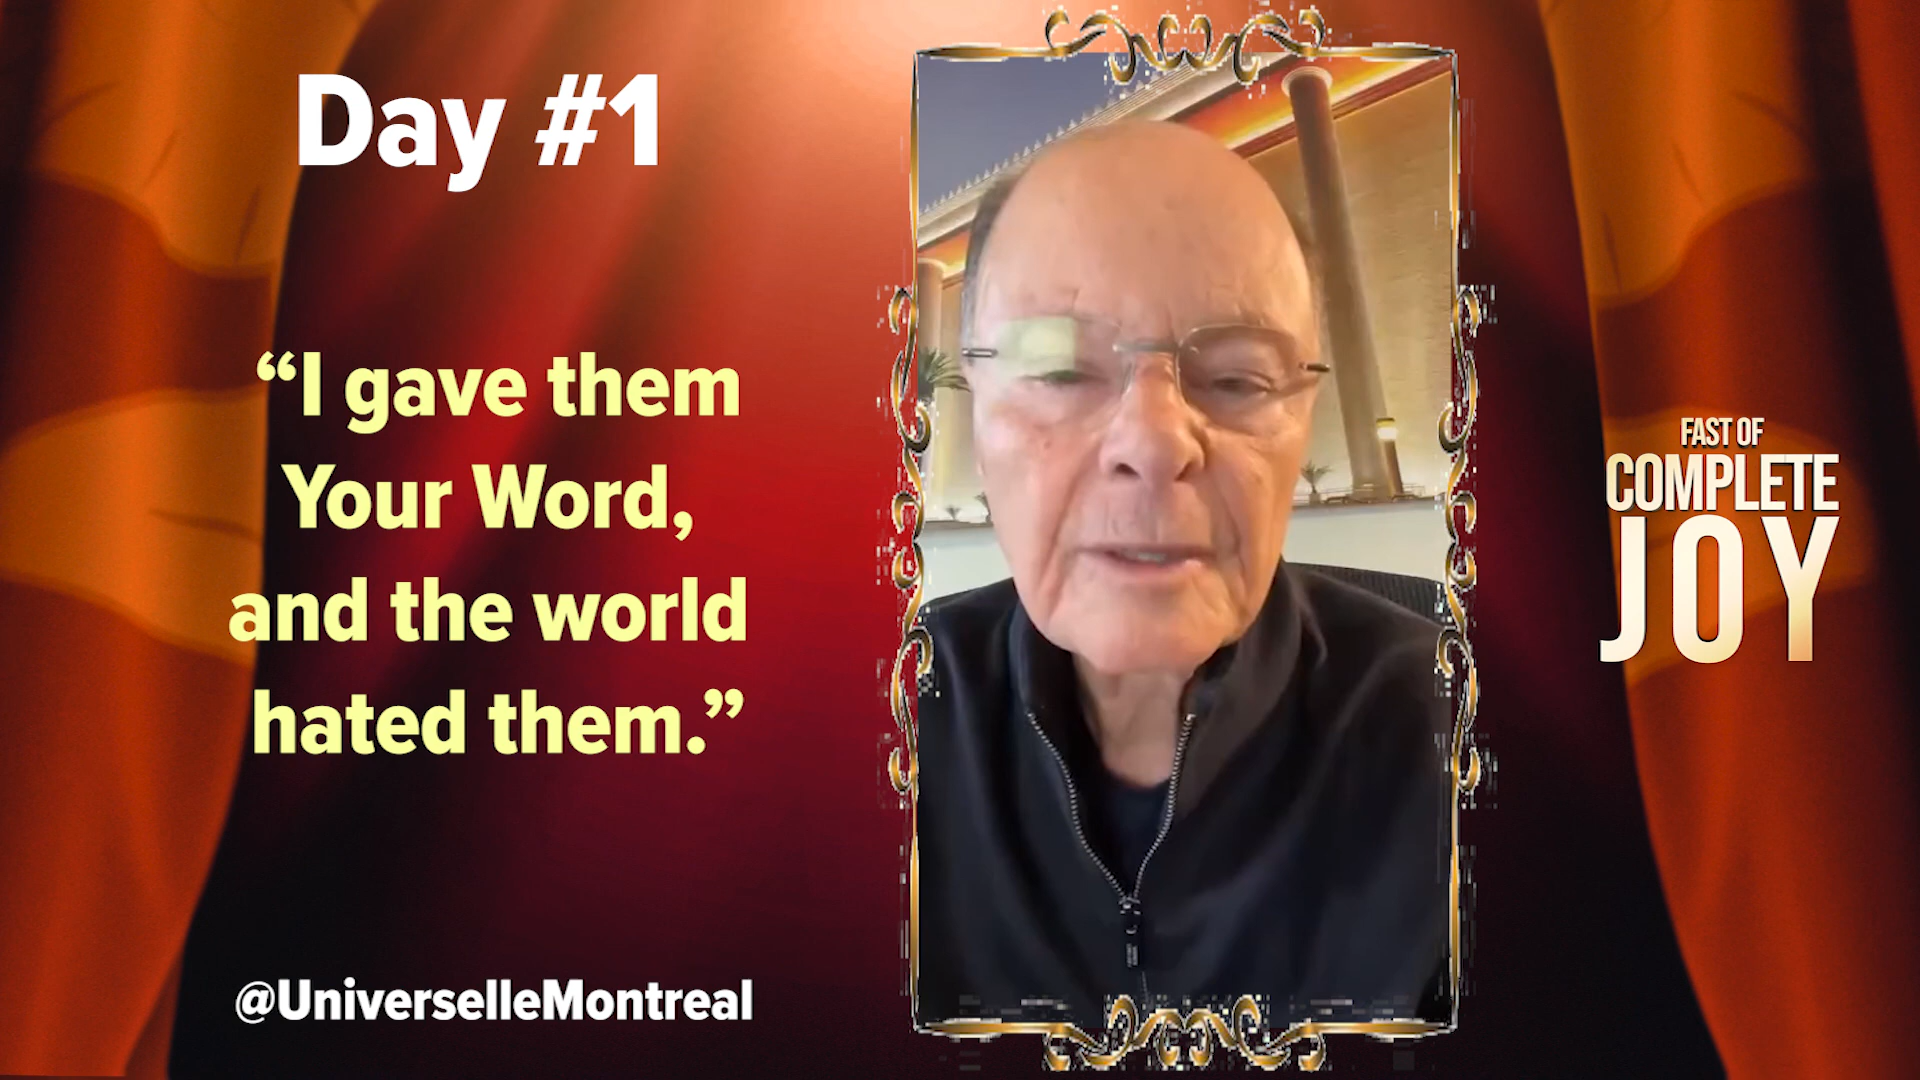 Day #1
“I gave them
Your Word,
and the world
hated them.”
@UniverselleMontreal
FAST OF
COMPLETE
JOY